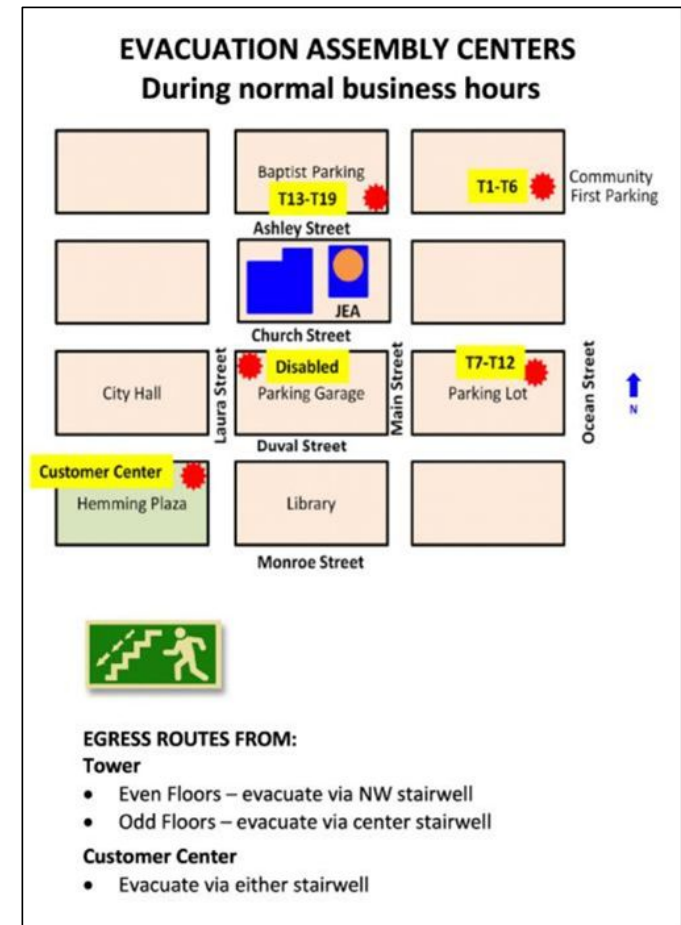 EVACUATION ASSEMBLY CENTERS
During normal business hours
Baptist Parking
T13-T19
T1-T6
Community
First Parking
Ashley Street
JEA
Church Street
Laura Street
Main Street
Ocean Street
City Hall
Disabled
Parking Garage
T7-T12
Parking Lot
N
Duval Street
Customer Center
Hemming Plaza
Library
Monroe Street
EGRESS ROUTES FROM:
Tower
• Even Floors – evacuate via NW stairwell
• Odd Floors – evacuate via center stairwell
Customer Center
• Evacuate via either stairwell